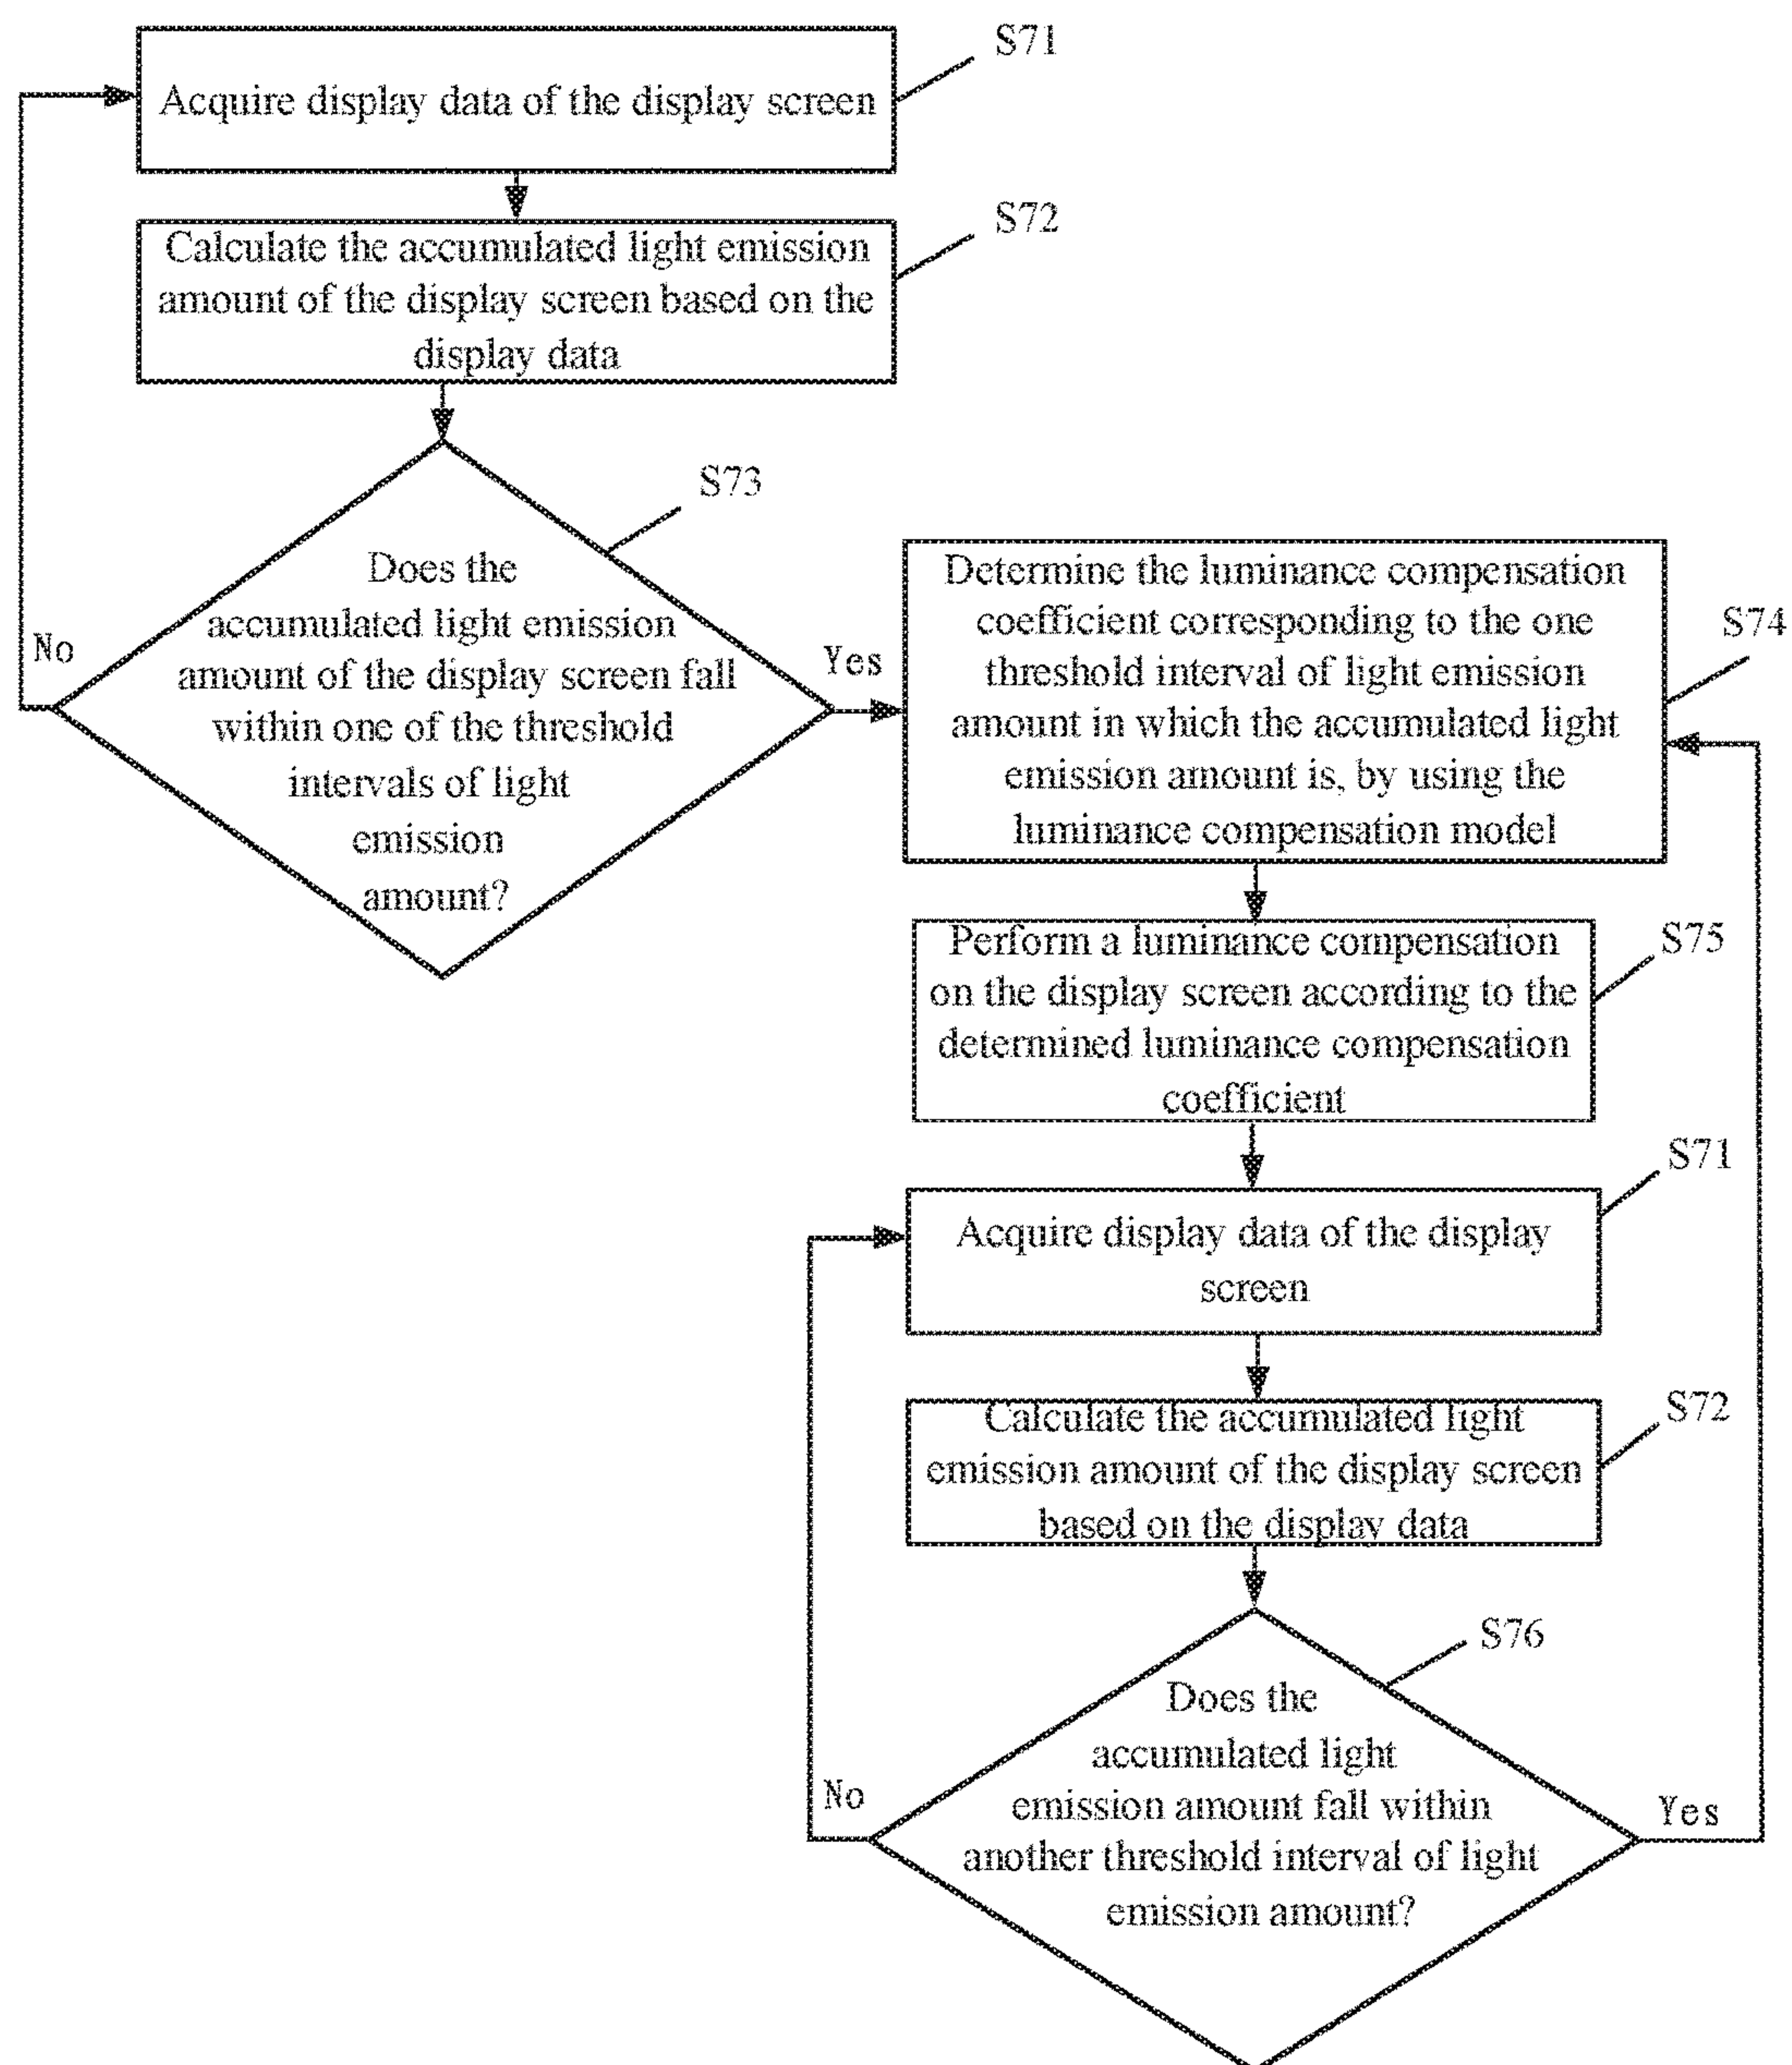 S71
Acquire display data of the display screen
S72
Calculate the accumulated light emission
amount of the display screen based on the
display data
S73
Does the
accumulated light emission
amount of the display screen fall
within one of the threshold
intervals of light
emission
amount?
No
Yes
S74
Determine the luminance compensation
coefficient corresponding to the one
threshold interval of light emission
amount in which the accumulated light
emission amount is, by using the
luminance compensation model
S75
Perform a luminance compensation
on the display screen according to the
determined luminance compensation
coefficient
S71
Acquire display data of the display
screen
S72
Calculate the accumulated light
emission amount of the display screen
based on the display data
S76
Does the
accumulated light
emission amount fall within
another threshold interval of light
emission amount?
No
Yes